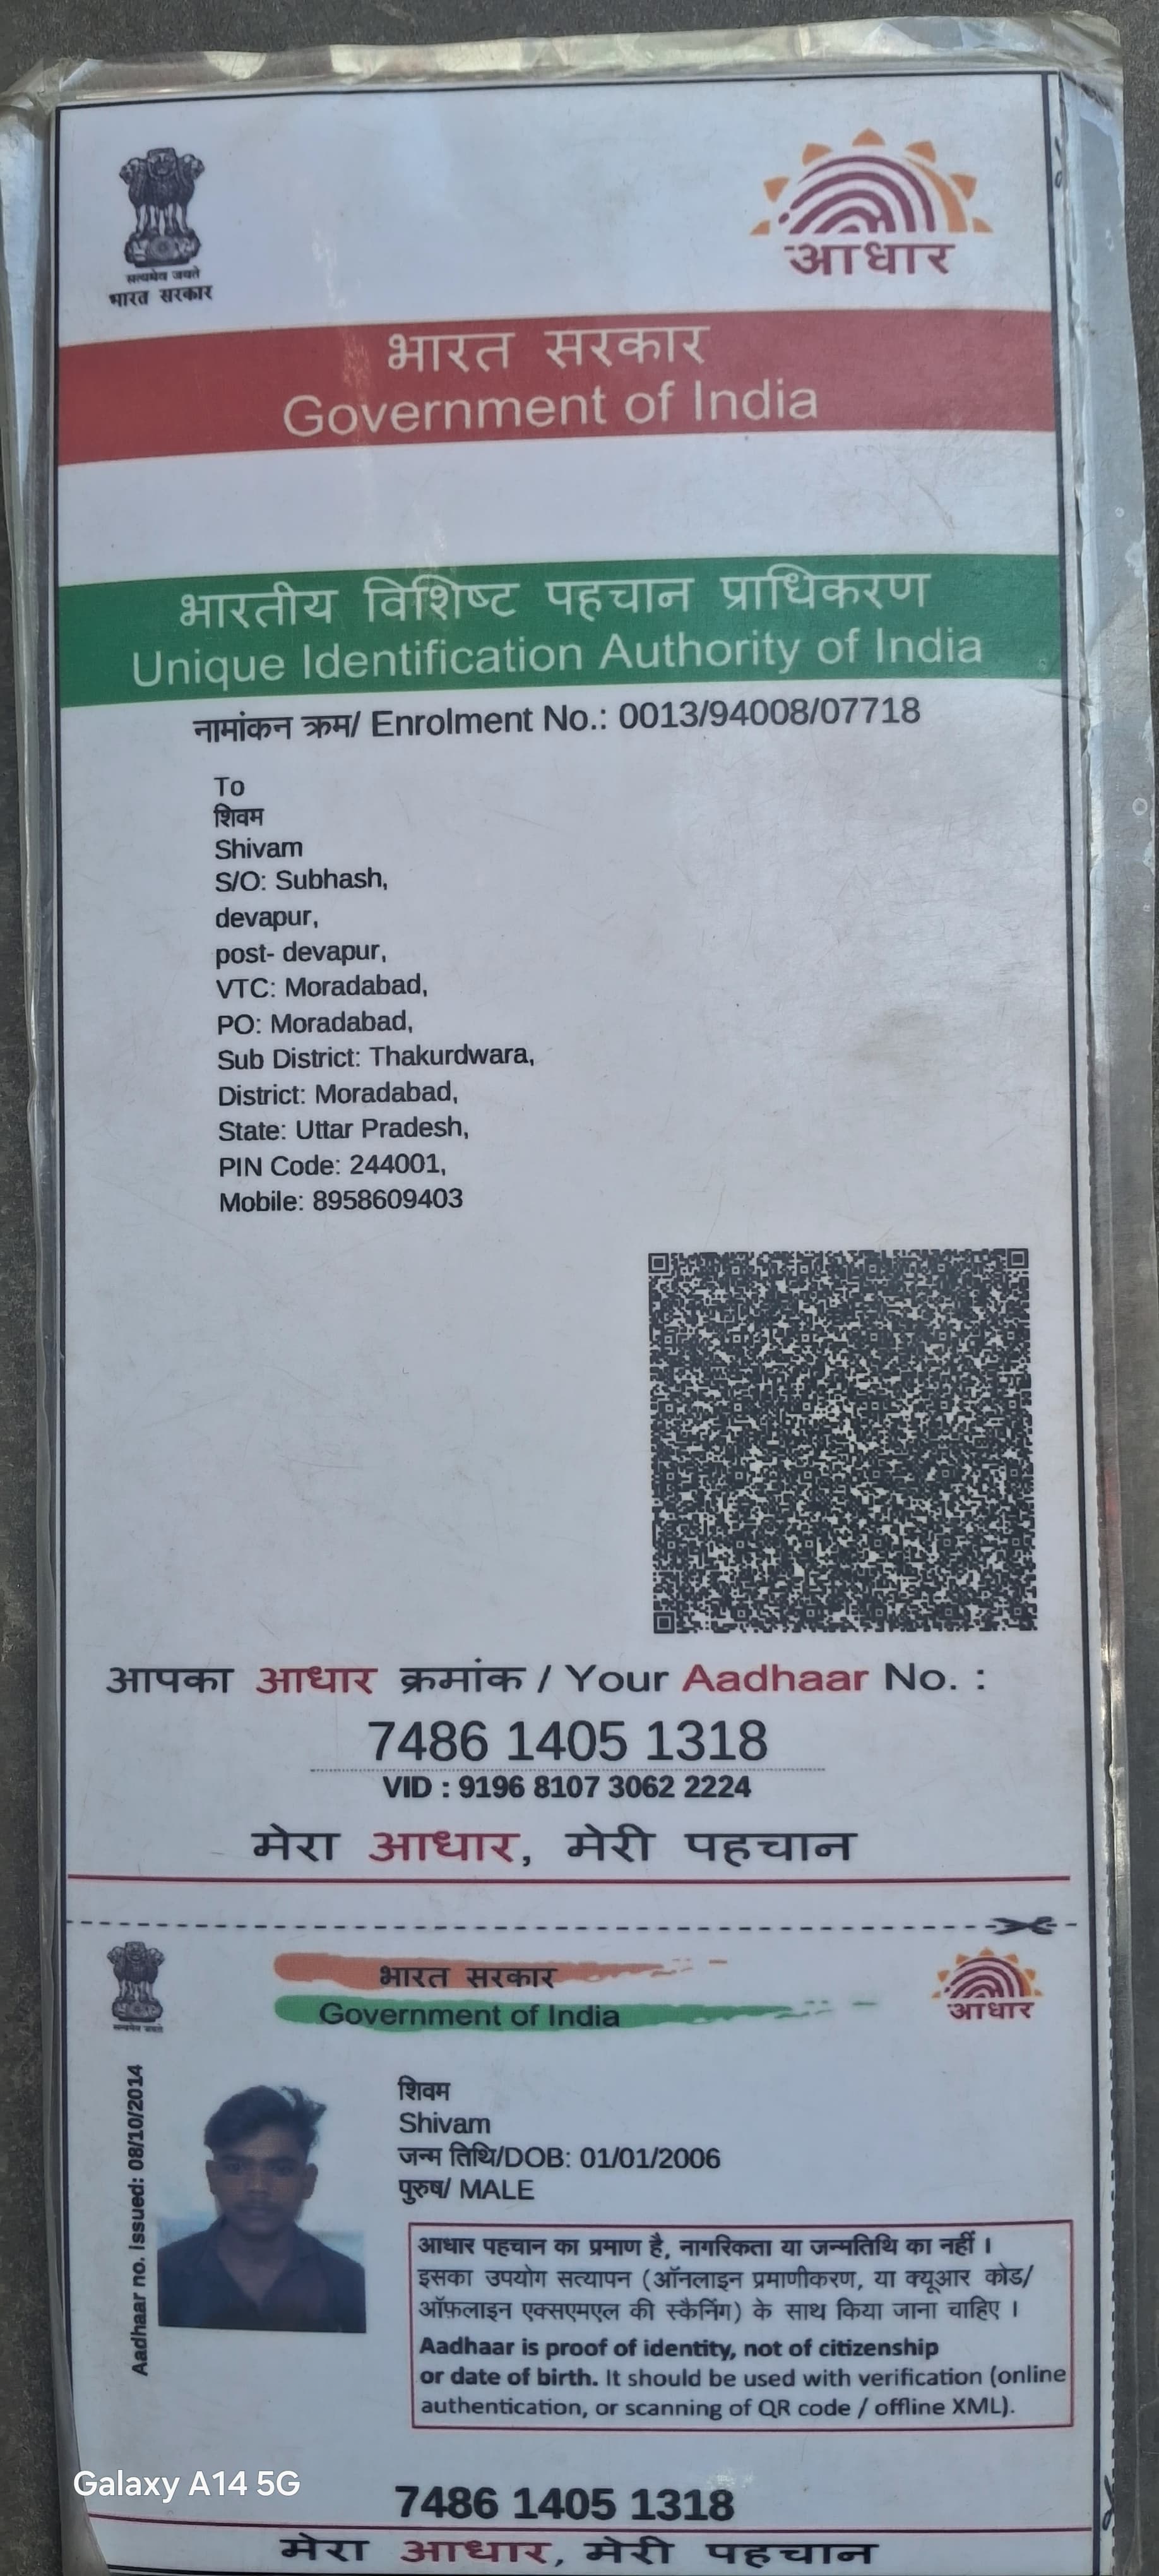 सत्यमेव जयते
भारत सरकार
आधार
भारत सरकार
Government of India
भारतीय विशिष्ट पहचान प्राधिकरण
Unique Identification Authority of India
नामांकन क्रम/ Enrolment No.: 0013/94008/07718
To
शिवम
Shivam
S/O: Subhash,
devapur,
post- devapur,
VTC: Moradabad,
PO: Moradabad,
Sub District: Thakurdwara,
District: Moradabad,
State: Uttar Pradesh,
PIN Code: 244001,
Mobile: 8958609403
आपका आधार क्रमांक / Your Aadhaar No. :
7486 1405 1318
VID : 9196 8107 3062 2224
मेरा आधार, मेरी पहचान
भारत सरकार
Government of India
सत्यमेव जयते
आधार
Aadhaar no. issued: 08/10/2014
शिवम
Shivam
जन्म तिथि/DOB: 01/01/2006
पुरुष/ MALE
आधार पहचान का प्रमाण है, नागरिकता या जन्मतिथि का नहीं ।
इसका उपयोग सत्यापन (ऑनलाइन प्रमाणीकरण, या क्यूआर कोड/
ऑफ़लाइन एक्सएमएल की स्कैनिंग) के साथ किया जाना चाहिए ।
Aadhaar is proof of identity, not of citizenship
or date of birth. It should be used with verification (online
authentication, or scanning of QR code / offline XML).
Galaxy A14 5G
7486 1405 1318
मेरा आधार, मेरी पहचान